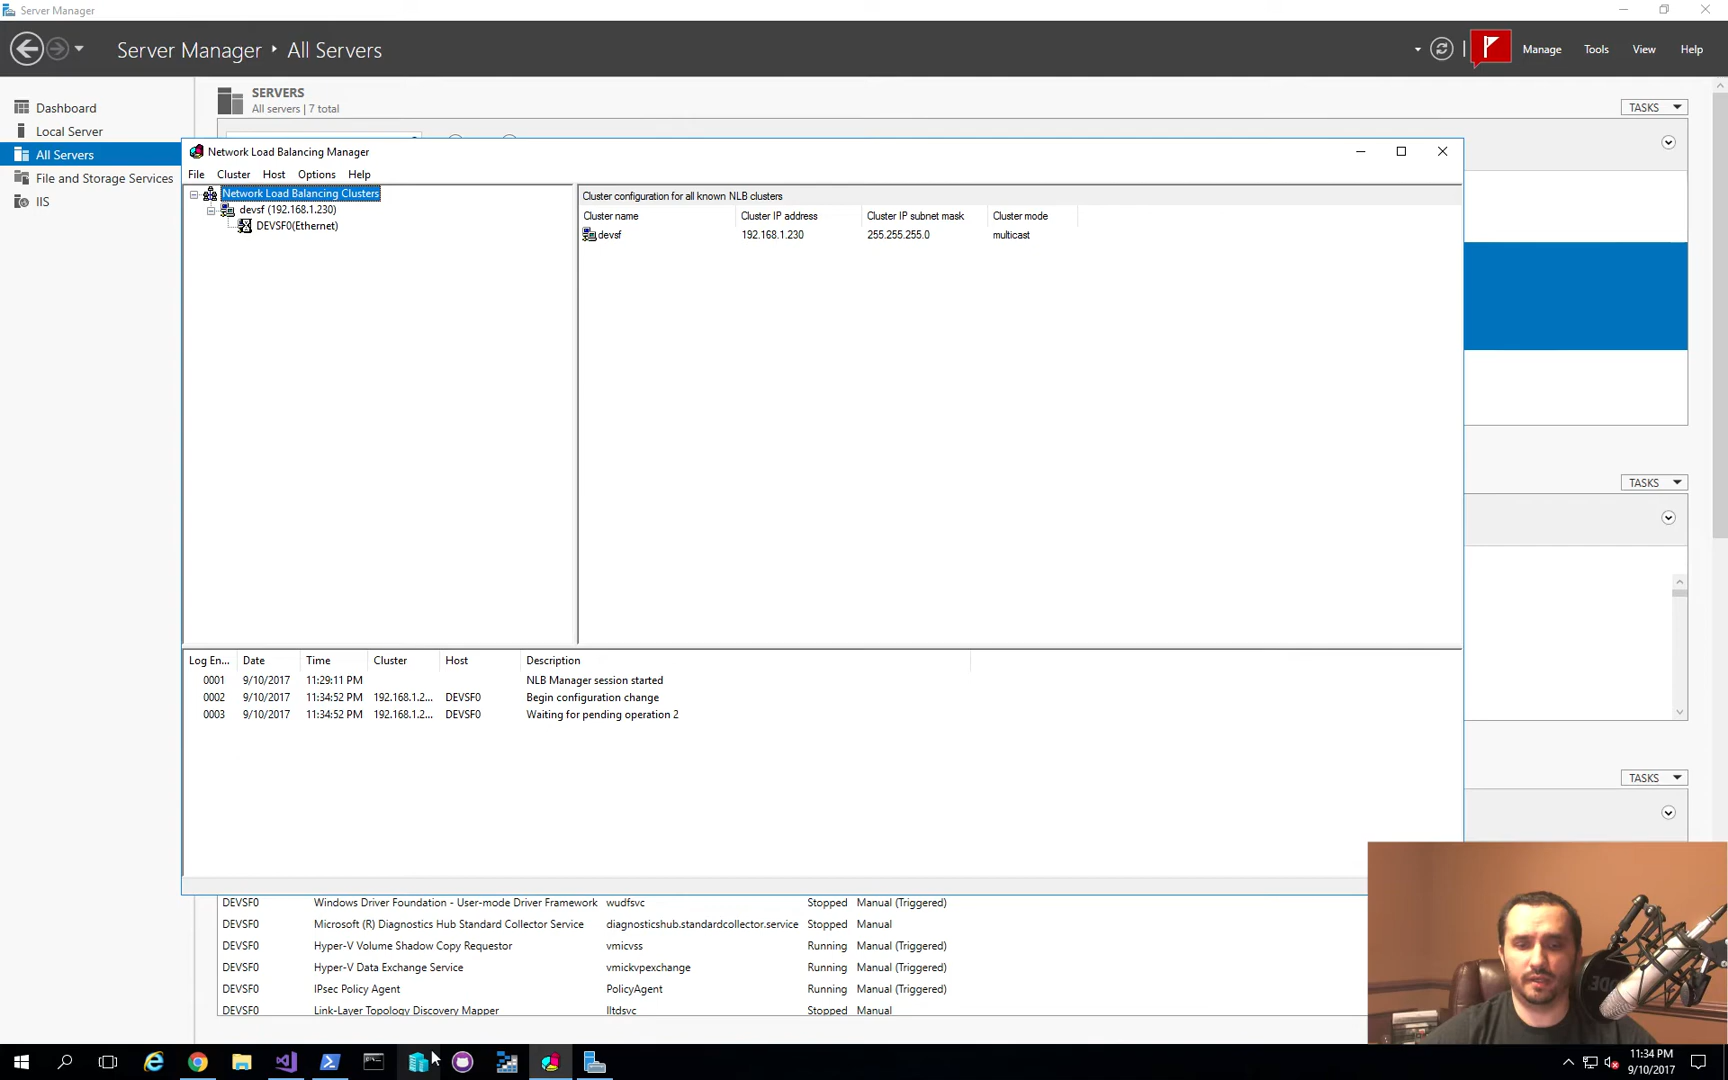 Server Manager
Server Manager ‣ All Servers
Manage
Tools
View
Help
Dashboard
Local Server
All Servers
File and Storage Services
IIS
SERVERS
All servers | 7 total
TASKS
Network Load Balancing Manager
File
Cluster
Host
Options
Help
Network Load Balancing Clusters
devsf (192.168.1.230)
DEVSF0(Ethernet)
Cluster configuration for all known NLB clusters
Cluster name Cluster IP address Cluster IP subnet mask Cluster mode
devsf 192.168.1.230 255.255.255.0 multicast
TASKS
Log En... Date Time Cluster Host Description
0001 9/10/2017 11:29:11 PM NLB Manager session started
0002 9/10/2017 11:34:52 PM 192.168.1.2... DEVSF0 Begin configuration change
0003 9/10/2017 11:34:52 PM 192.168.1.2... DEVSF0 Waiting for pending operation 2
TASKS
DEVSF0 Windows Driver Foundation - User-mode Driver Framework wudfsvc Stopped Manual (Triggered)
DEVSF0 Microsoft (R) Diagnostics Hub Standard Collector Service diagnosticshub.standardcollector.service Stopped Manual
DEVSF0 Hyper-V Volume Shadow Copy Requestor vmicvss Running Manual (Triggered)
DEVSF0 Hyper-V Data Exchange Service vmickvpexchange Running Manual (Triggered)
DEVSF0 IPsec Policy Agent PolicyAgent Running Manual (Triggered)
DEVSF0 Link-Layer Topology Discovery Mapper lltdsvc Stopped Manual
11:34 PM
9/10/2017